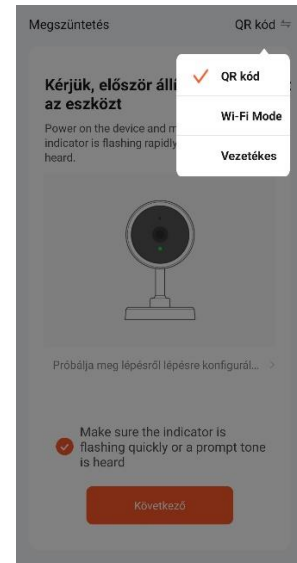 Megszüntetés
QR kód
QR kód
Wi-Fi Mode
Vezetékes
Kérjük, először állí
az eszközt
Power on the device and m
indicator is flashing rapidly
heard.
Próbálja meg lépésről lépésre konfigurál...
Make sure the indicator is
flashing quickly or a prompt tone
is heard
Következő